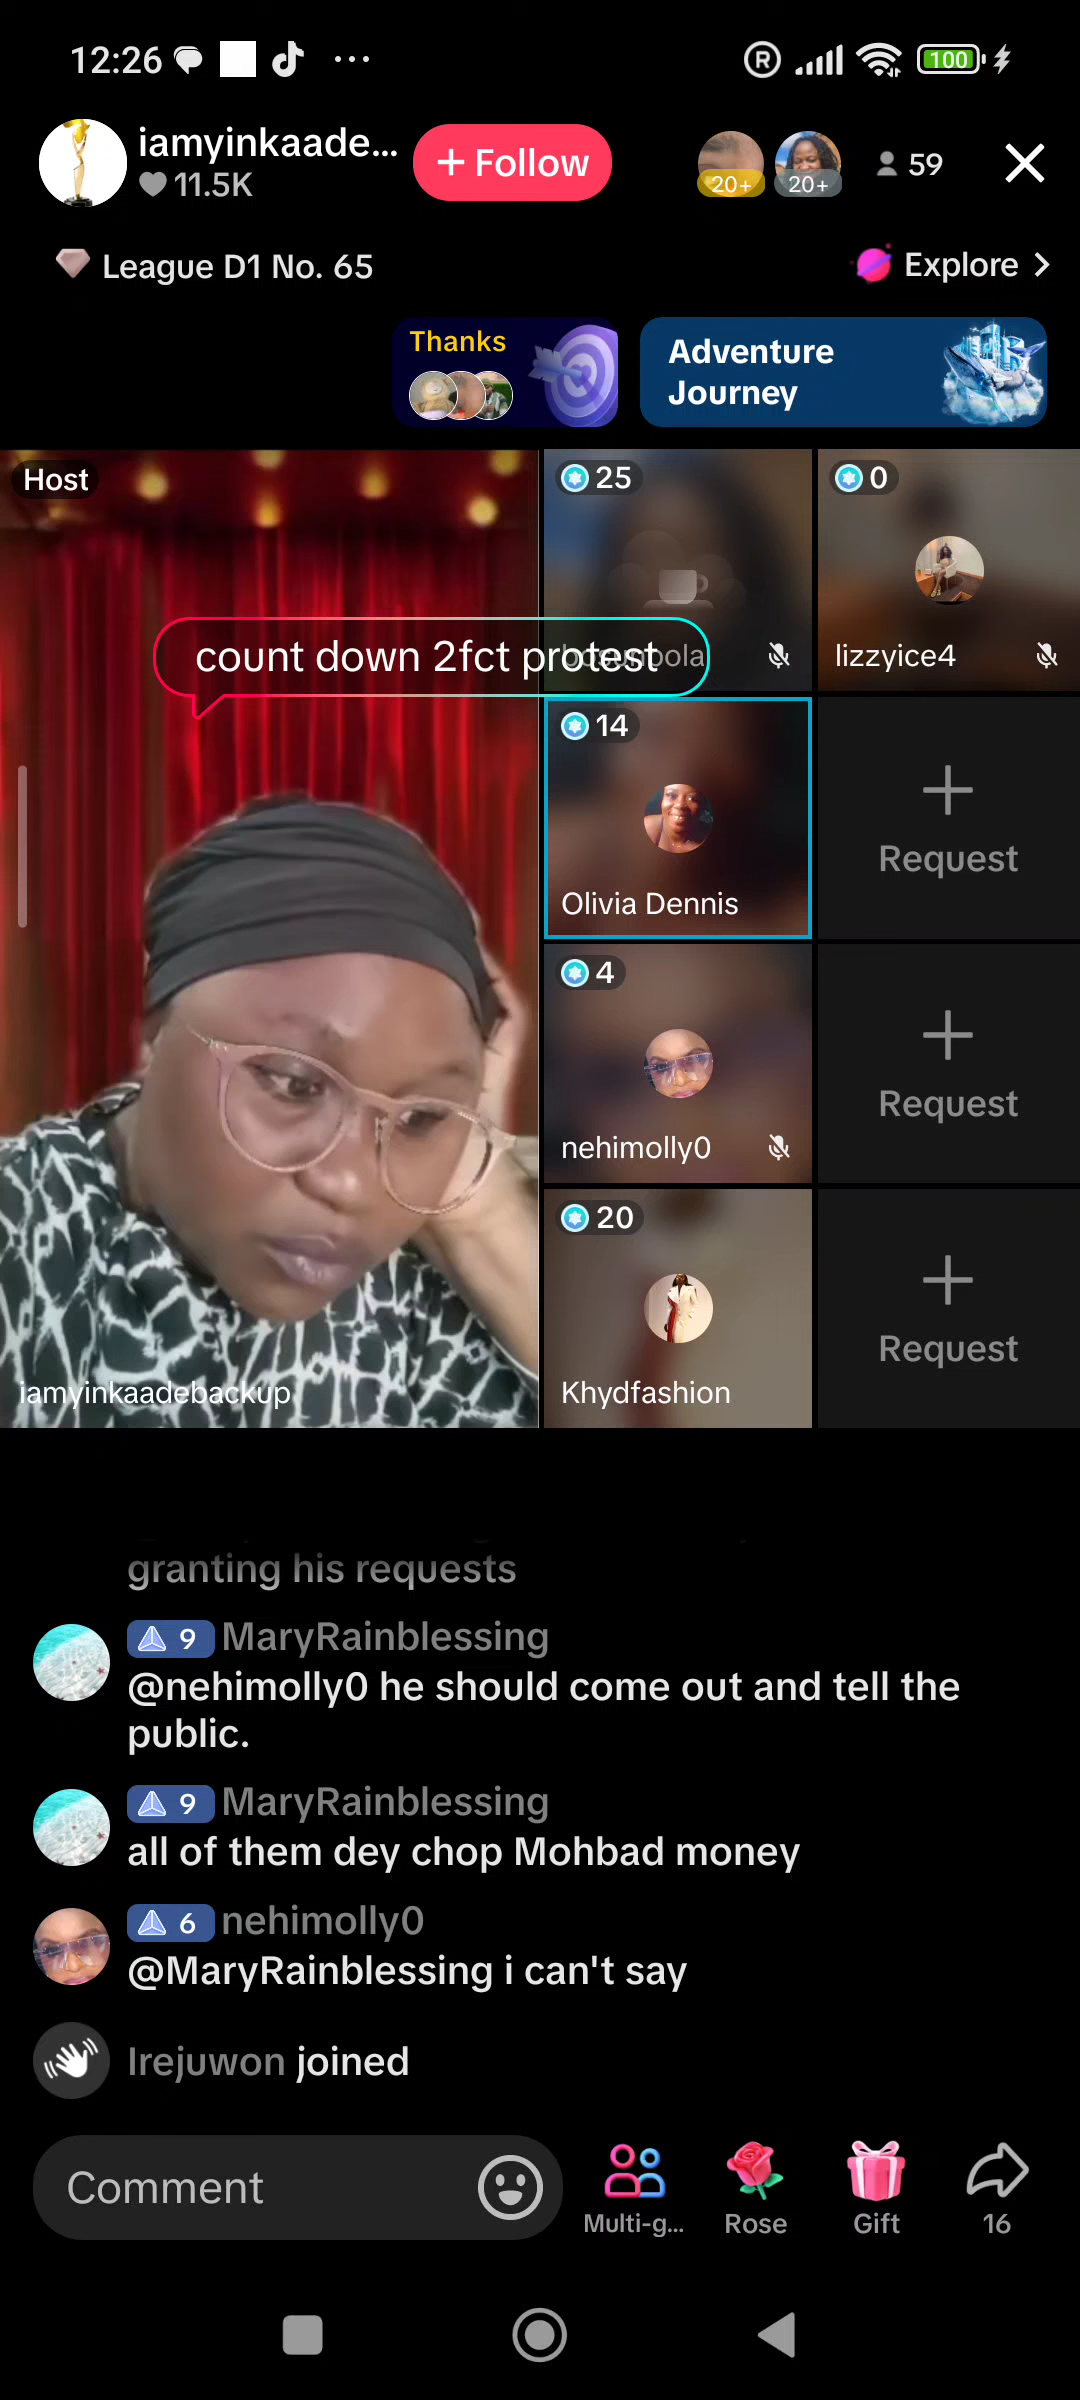 12:26
100
iamyinkaade...
11.5K
+ Follow
20+
20+
59
League D1 No. 65
Explore >
Thanks
Adventure
Journey
Host
25
0
count down 2fct protest
lizzyice4
14
Olivia Dennis
Request
4
nehimolly0
Request
20
Khydfashion
Request
iamyinkaadebackup
granting his requests
9 MaryRainblessing
@nehimolly0 he should come out and tell the
public.
9 MaryRainblessing
all of them dey chop Mohbad money
6 nehimolly0
@MaryRainblessing i can't say
Irejuwon joined
Comment
Multi-g...
Rose
Gift
16